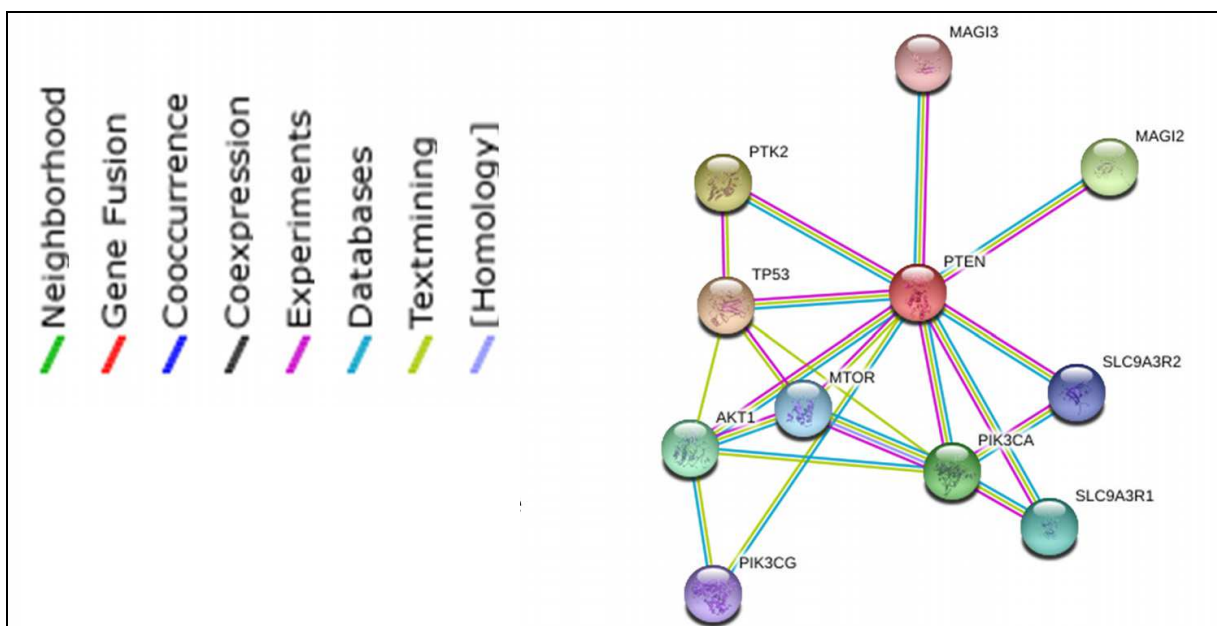 Neighborhood
Gene Fusion
Cooccurrence
Coexpression
Experiments
Databases
Textmining
[Homology]
MAGI3
MAGI2
PTK2
PTEN
TP53
SLC9A3R2
MTOR
AKT1
PIK3CA
SLC9A3R1
PIK3CG